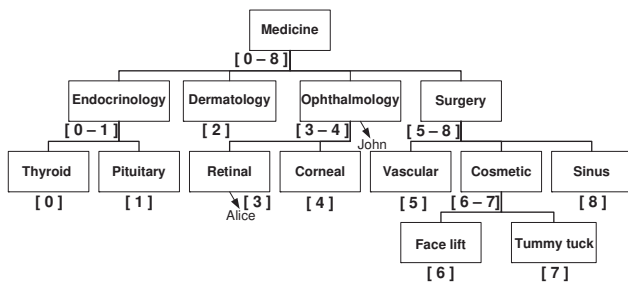 Medicine
[ 0 – 8 ]
Endocrinology Dermatology Ophthalmology Surgery
[ 0 – 1 ] [ 2 ] [ 3 – 4 ] [ 5 – 8 ]
John
Thyroid Pituitary Retinal Corneal Vascular Cosmetic Sinus
[ 0 ] [ 1 ] [ 3 ] [ 4 ] [ 5 ] [ 6 – 7 ] [ 8 ]
Alice
Face lift Tummy tuck
[ 6 ] [ 7 ]